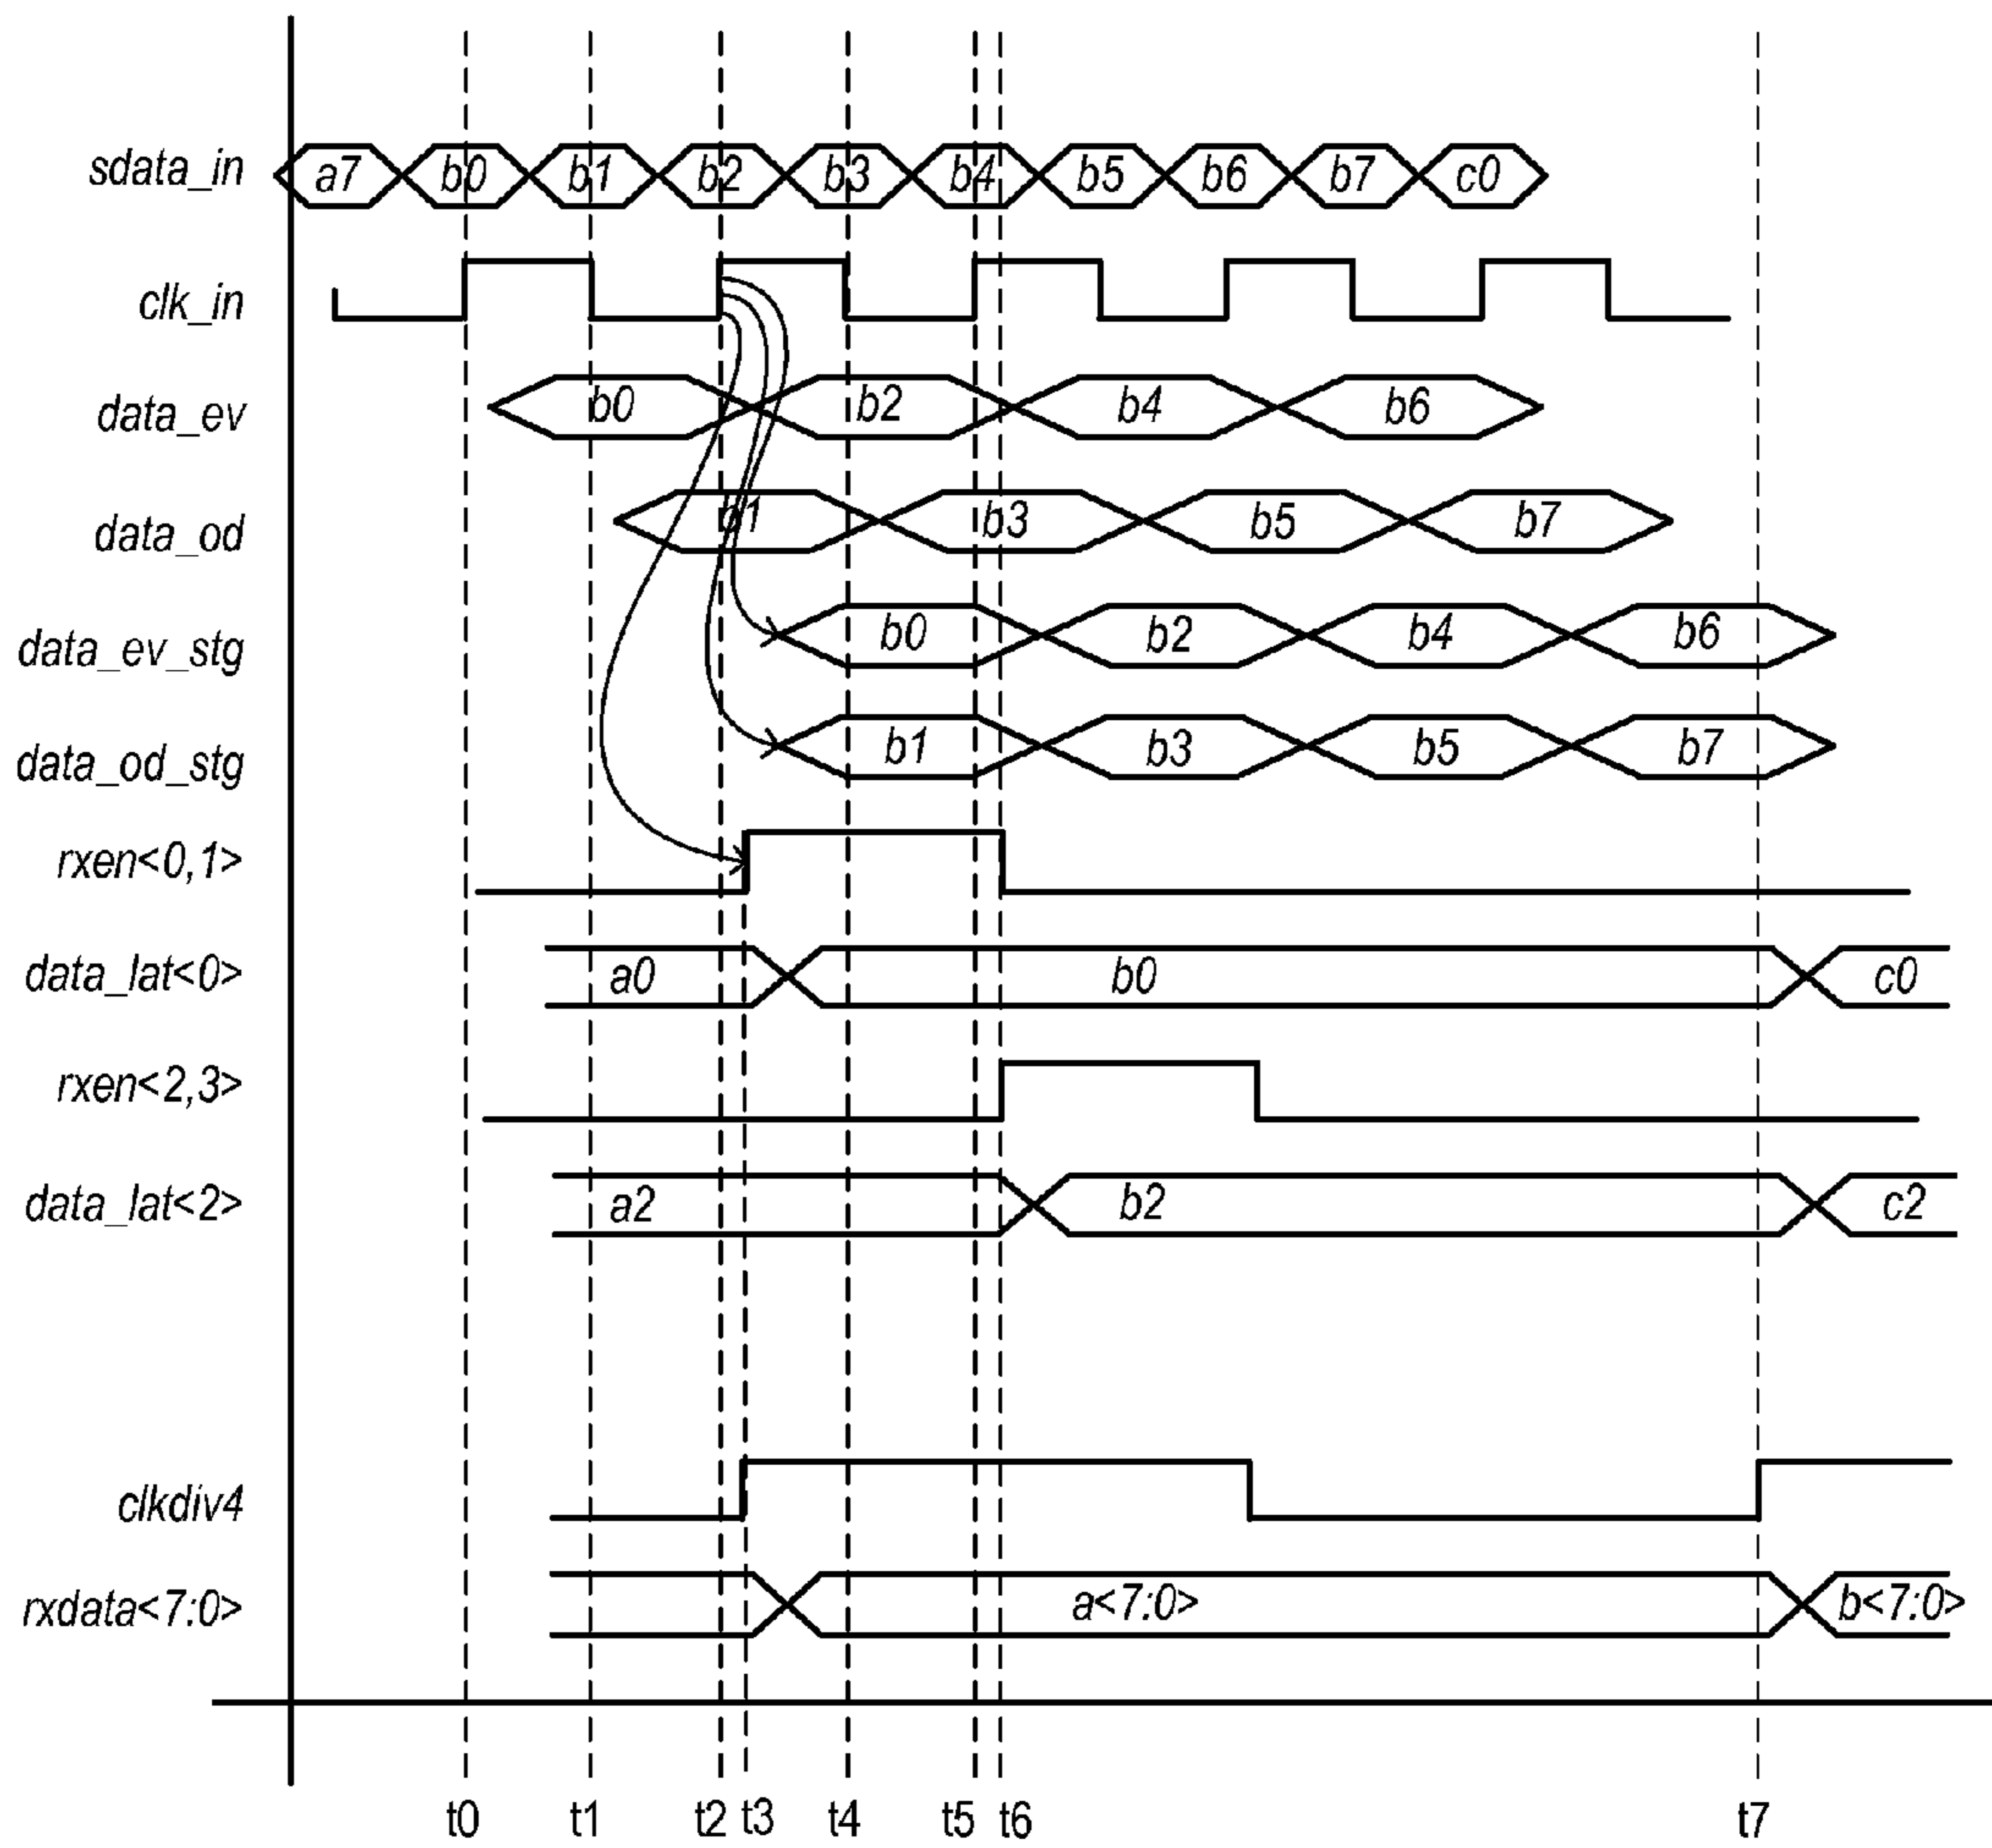 sdata_in a7 b0 b1 b2 b3 b4 b5 b6 b7 c0
clk_in
data_ev b0 b2 b4 b6
data_od b1 b3 b5 b7
data_ev_stg b0 b2 b4 b6
data_od_stg b1 b3 b5 b7
rxen<0,1>
data_lat<0> a0 b0 c0
rxen<2,3>
data_lat<2> a2 b2 c2
clkdiv4
rxdata<7:0> a<7:0> b<7:0>
t0 t1 t2 t3 t4 t5 t6 t7